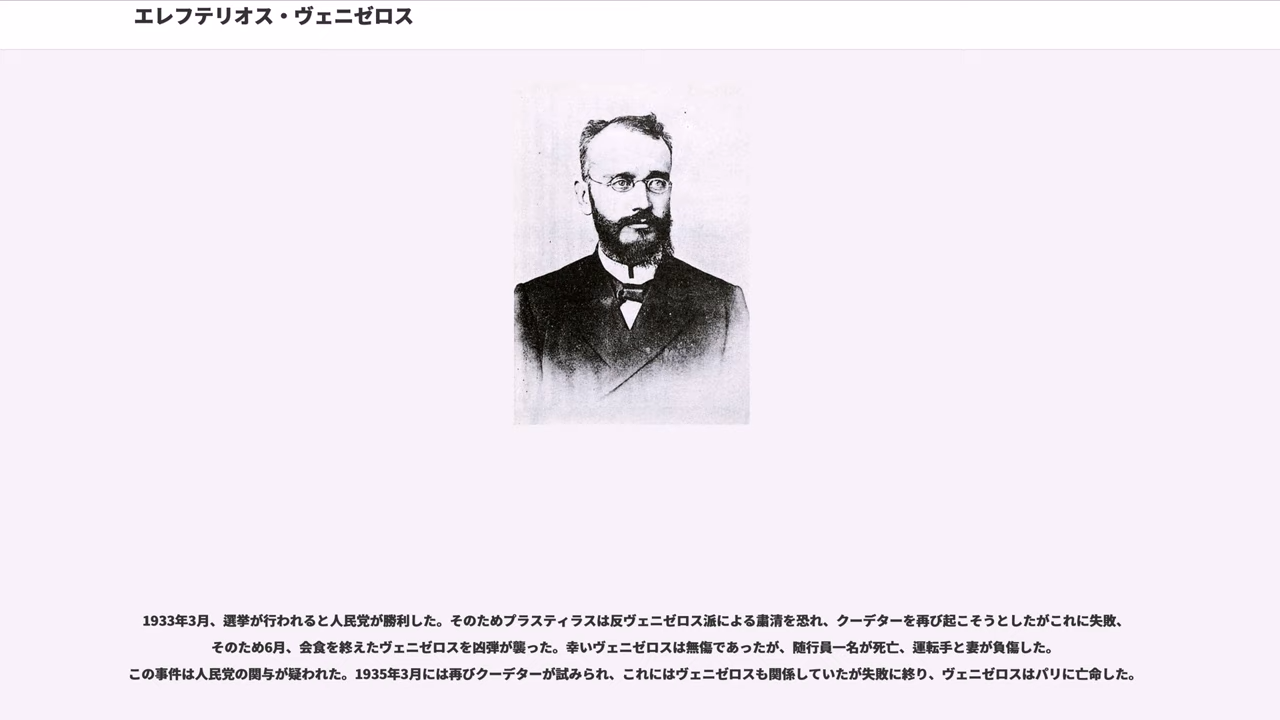 エレフテリオス・ヴェニゼロス
1933年3月、選挙が行われると人民党が勝利した。そのためプラスティラスは反ヴェニゼロス派による粛清を恐れ、クーデターを再び起こそうとしたがこれに失敗、
そのため6月、会食を終えたヴェニゼロスを凶弾が襲った。幸いヴェニゼロスは無傷であったが、随行員一名が死亡、運転手と妻が負傷した。
この事件は人民党の関与が疑われた。1935年3月には再びクーデターが試みられ、これにはヴェニゼロスも関係していたが失敗に終り、ヴェニゼロスはパリに亡命した。